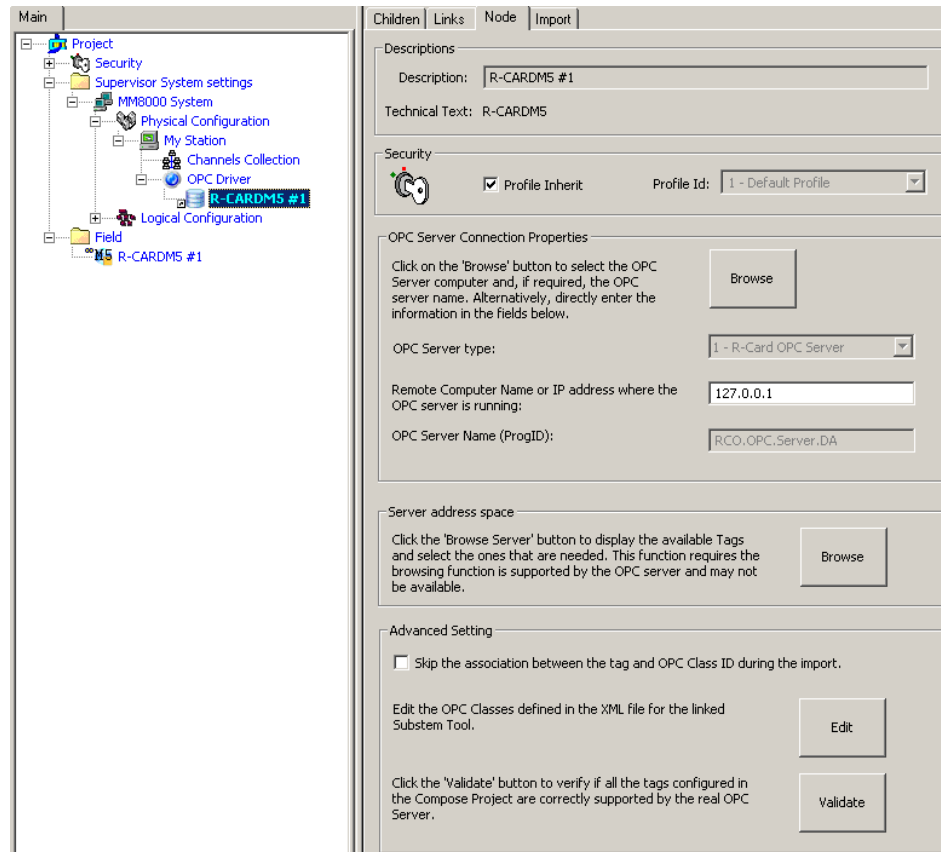 Main
Project
Security
Supervisor System settings
MM8000 System
Physical Configuration
My Station
Channels Collection
OPC Driver
R-CARDM5 #1
Logical Configuration
Field
M5 R-CARDM5 #1
Children Links Node Import
Descriptions
Description: R-CARDM5 #1
Technical Text: R-CARDM5
Security
Profile Inherit Profile Id: 1 - Default Profile
OPC Server Connection Properties
Click on the 'Browse' button to select the OPC
Server computer and, if required, the OPC
server name. Alternatively, directly enter the
information in the fields below.
Browse
OPC Server type: 1 - R-Card OPC Server
Remote Computer Name or IP address where the
OPC server is running:
127.0.0.1
OPC Server Name (ProgID): RCO.OPC.Server.DA
Server address space
Click the 'Browse Server' button to display the available Tags
and select the ones that are needed. This function requires the
browsing function is supported by the OPC server and may not
be available.
Browse
Advanced Setting
Skip the association between the tag and OPC Class ID during the import.
Edit the OPC Classes defined in the XML file for the linked
Substem Tool.
Edit
Click the 'Validate' button to verify if all the tags configured in
the Compose Project are correctly supported by the real OPC
Server.
Validate